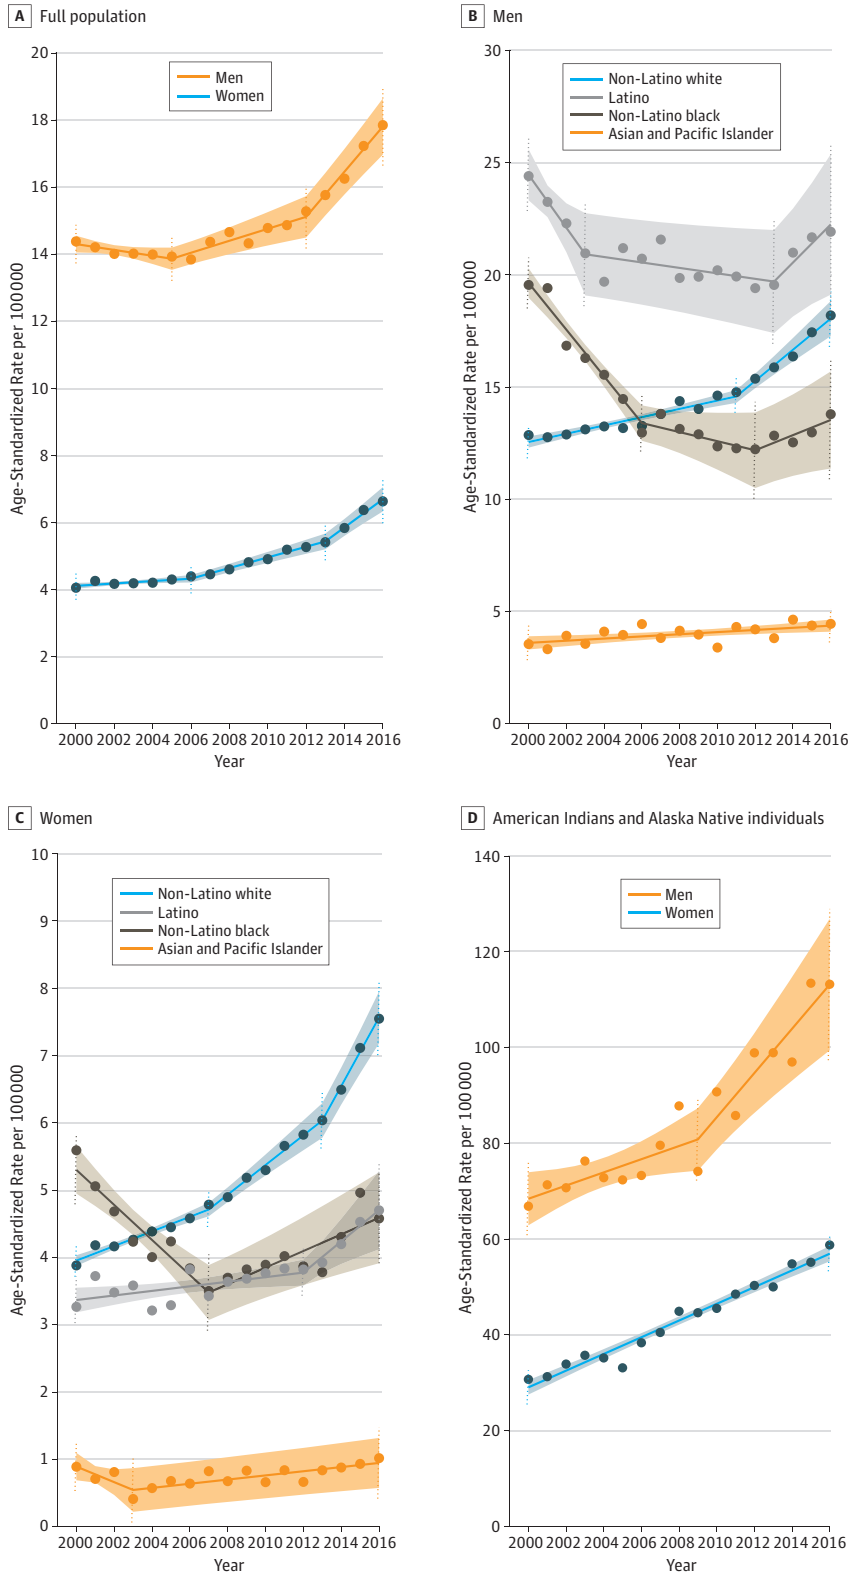 A Full population
Age-Standardized Rate per 100 000
20
18
16
14
12
10
8
6
4
2
0
Men
Women
2000 2002 2004 2006 2008 2010 2012 2014 2016
Year
B Men
Age-Standardized Rate per 100 000
30
25
20
15
10
5
0
Non-Latino white
Latino
Non-Latino black
Asian and Pacific Islander
2000 2002 2004 2006 2008 2010 2012 2014 2016
Year
C Women
Age-Standardized Rate per 100 000
10
9
8
7
6
5
4
3
2
1
0
Non-Latino white
Latino
Non-Latino black
Asian and Pacific Islander
2000 2002 2004 2006 2008 2010 2012 2014 2016
Year
D American Indians and Alaska Native individuals
Age-Standardized Rate per 100 000
140
120
100
80
60
40
20
0
Men
Women
2000 2002 2004 2006 2008 2010 2012 2014 2016
Year